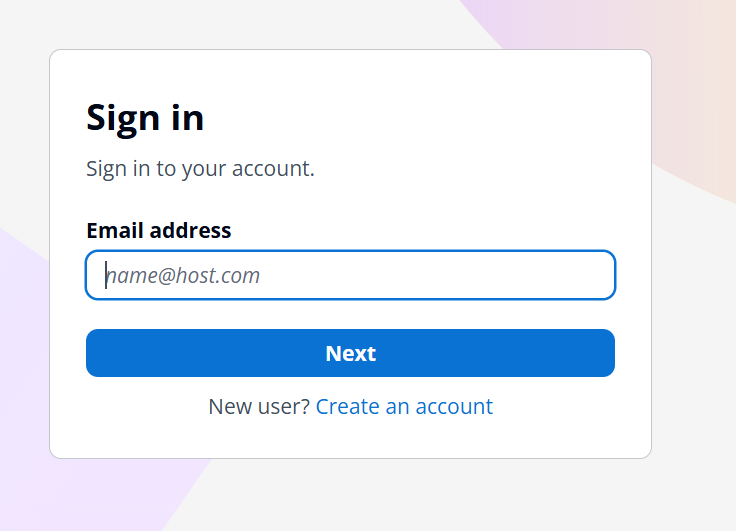 Sign in
Sign in to your account.
Email address
name@host.com
Next
New user? Create an account